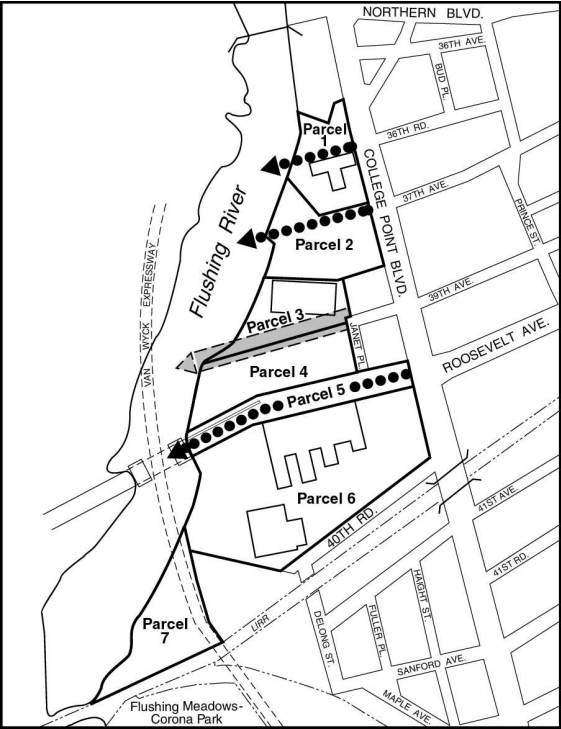 NORTHERN BLVD.
36TH AVE.
BUD PL.
36TH RD.
Parcel
1
COLLEGE POINT BLVD.
37TH AVE.
PRINCE ST.
Flushing River
Parcel 2
VAN WYCK EXPRESSWAY
39TH AVE.
Parcel 3
JANET PL.
ROOSEVELT AVE.
Parcel 4
Parcel 5
Parcel 6
40TH RD.
41ST AVE.
41ST RD.
HAIGHT ST.
FULLER PL.
DELONG ST.
LIRR
Parcel
7
SANFORD AVE.
MAPLE AVE.
Flushing Meadows-
Corona Park